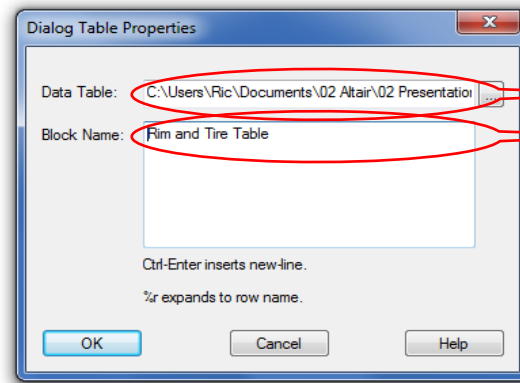 Dialog Table Properties
Data Table: C:\Users\Ric\Documents\02 Altair\02 Presentation ...
Block Name: Rim and Tire Table
Ctrl-Enter inserts new-line.
%r expands to row name.
OK Cancel Help